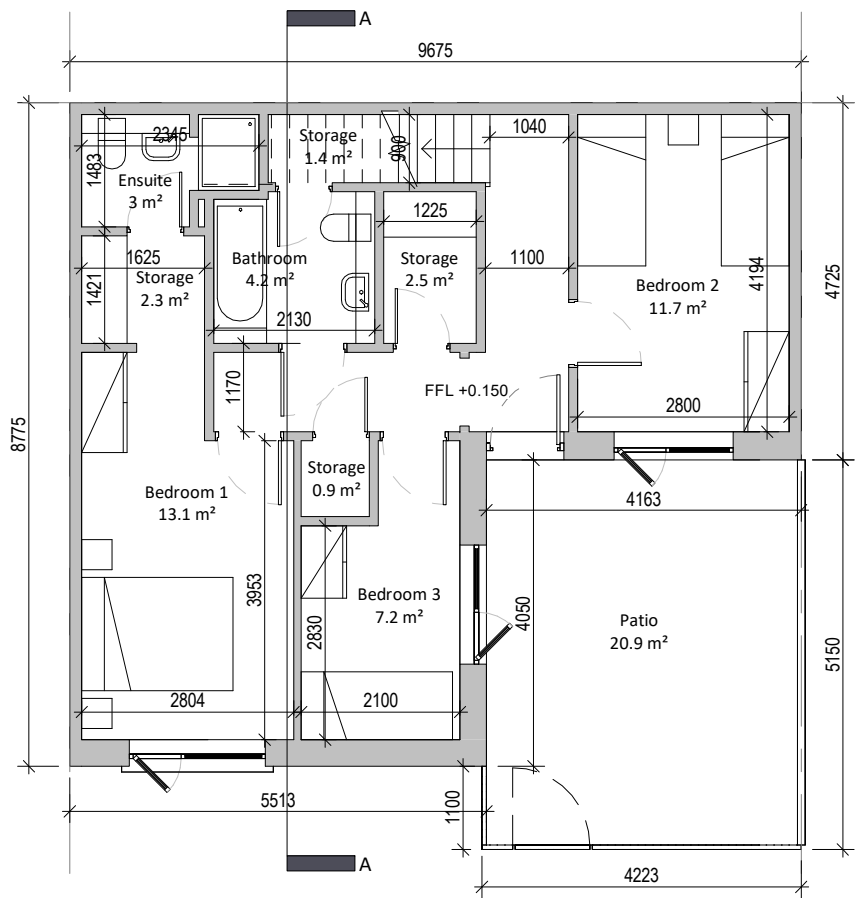 A
9675
2345
Storage
1.4 m²
900
1040
1483
Ensuite
3 m²
1225
1625
Storage
2.3 m²
1421
Bathroom
4.2 m²
Storage
2.5 m²
1100
Bedroom 2
11.7 m²
4194
4725
2130
1170
FFL +0.150
2800
8775
Bedroom 1
13.1 m²
Storage
0.9 m²
4163
3953
Bedroom 3
7.2 m²
2830
4050
Patio
20.9 m²
5150
2804
2100
5513
1100
A
4223